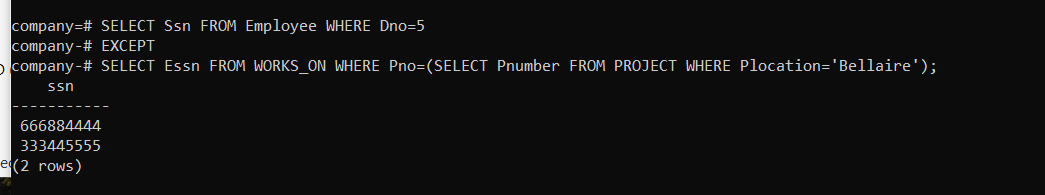 company=# SELECT Ssn FROM Employee WHERE Dno=5
company-# EXCEPT
company-# SELECT Essn FROM WORKS_ON WHERE Pno=(SELECT Pnumber FROM PROJECT WHERE Plocation='Bellaire');
ssn
-----------
666884444
333445555
(2 rows)